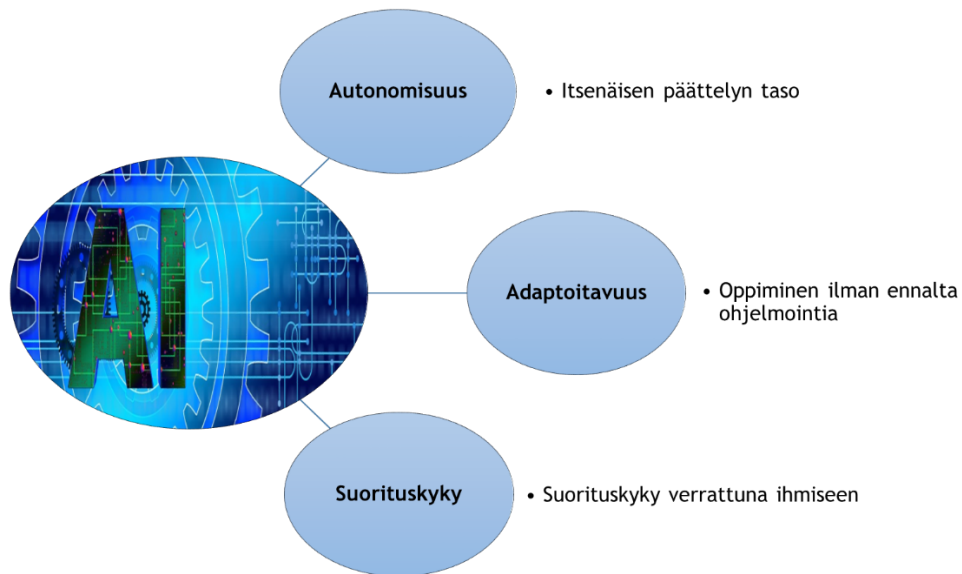 Autonomisuus
• Itsenäisen päättelyn taso
AI
Adaptoitavuus
• Oppiminen ilman ennalta
ohjelmointia
Suorituskyky
• Suorituskyky verrattuna ihmiseen